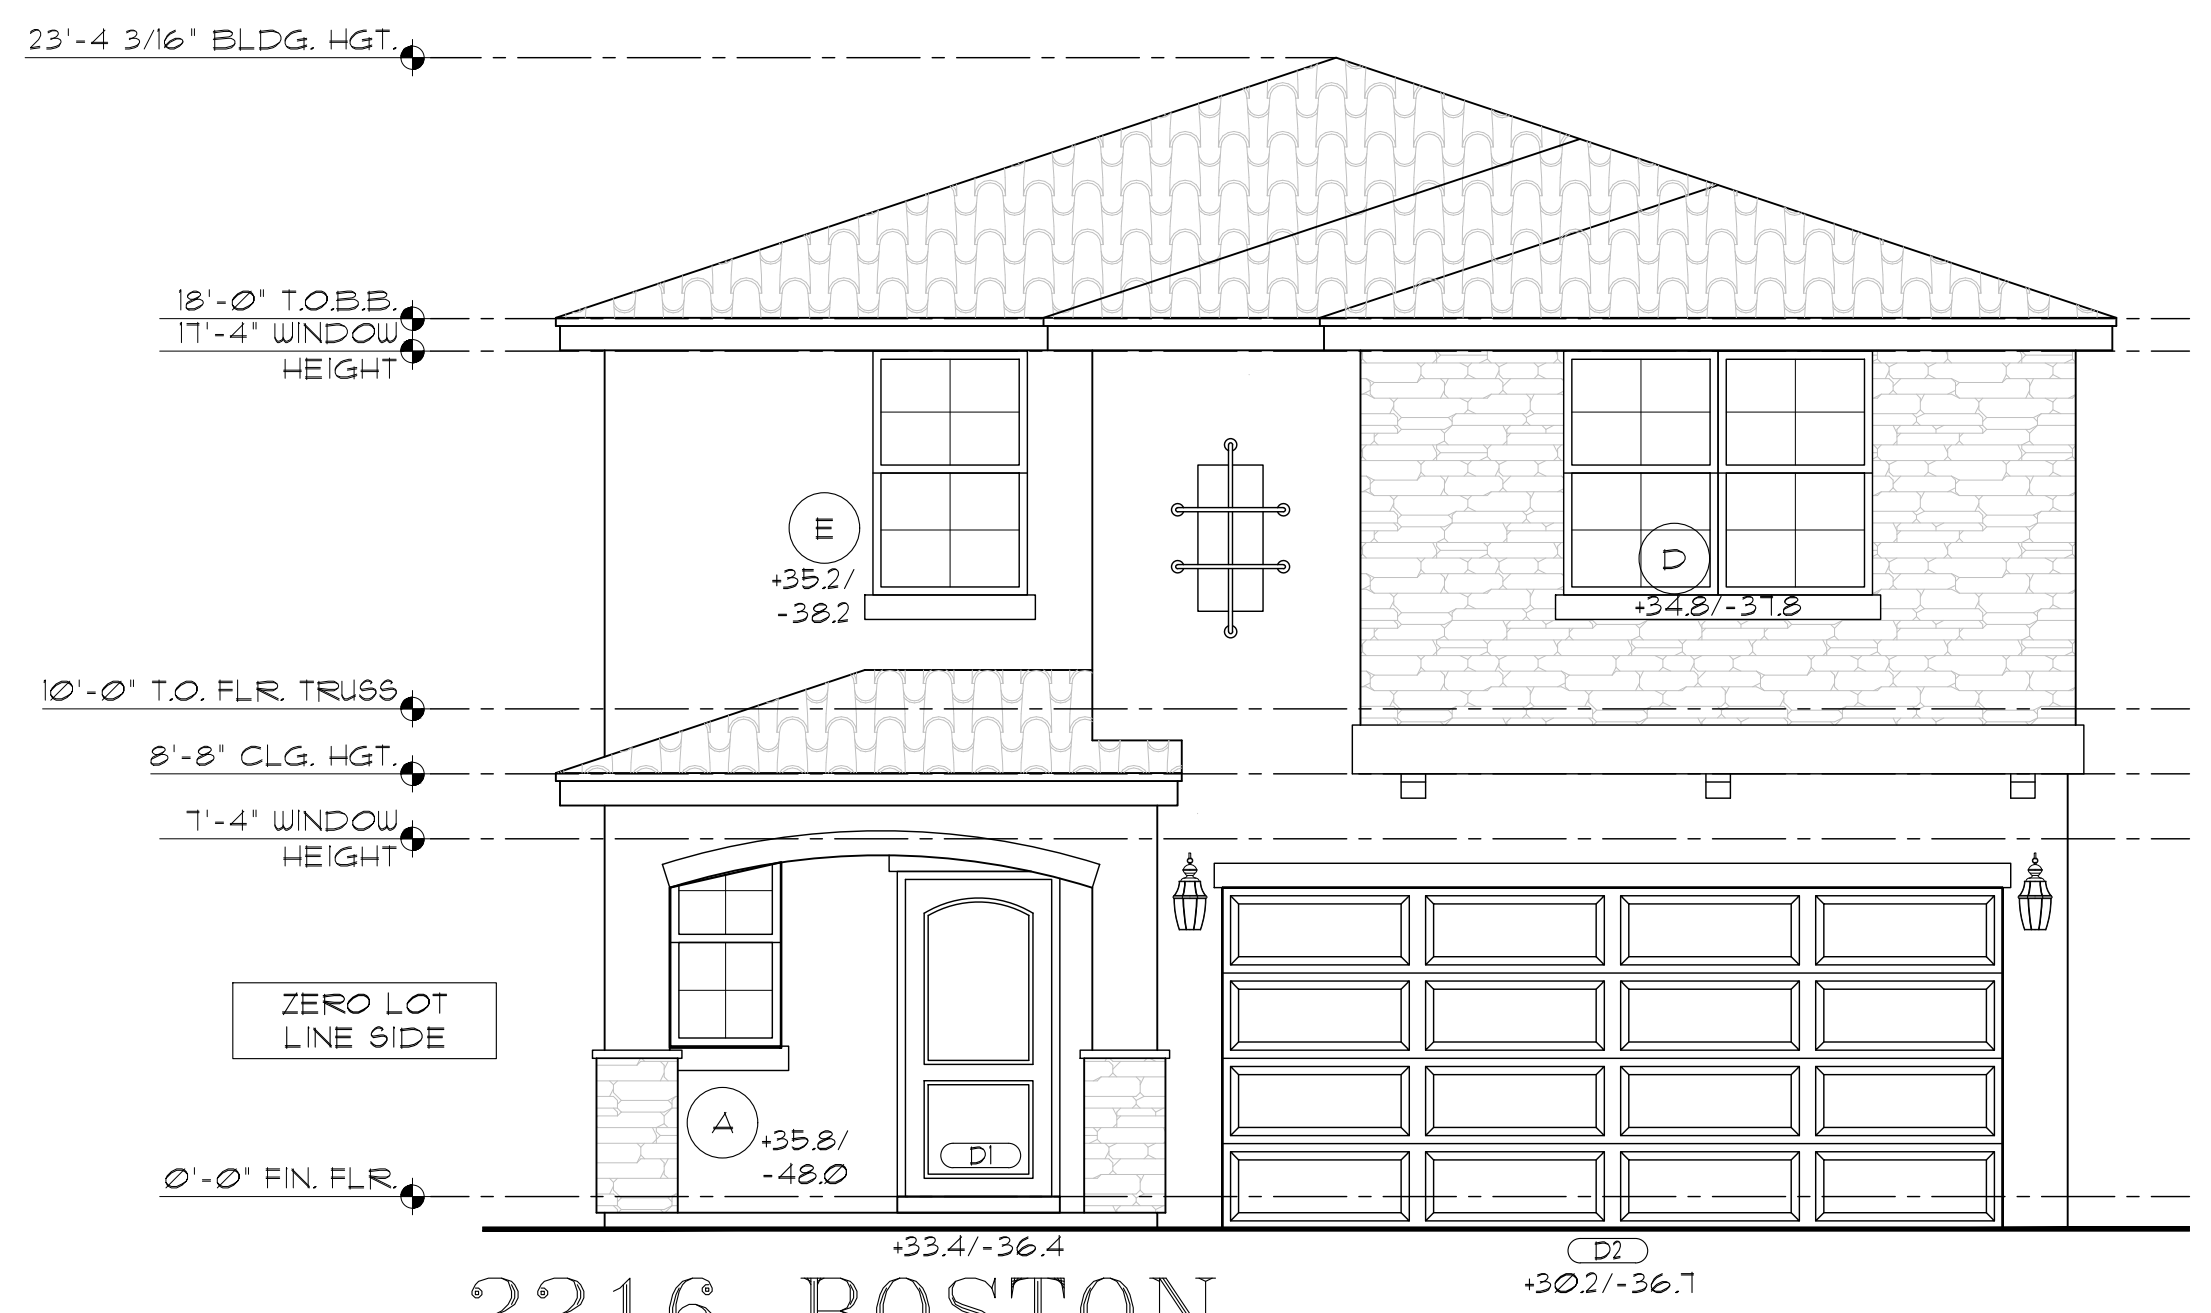 23'-4 3/16" BLDG. HGT.
18'-0" T.O.B.B.
17'-4" WINDOW
HEIGHT
E
+35.2/
-38.2
D
+34.8/-37.8
10'-0" T.O. FLR. TRUSS
8'-8" CLG. HGT.
7'-4" WINDOW
HEIGHT
ZERO LOT
LINE SIDE
A
+35.8/
-48.0
D1
0'-0" FIN. FLR.
+33.4/-36.4
D2
+30.2/-36.7
2216 BOSTON